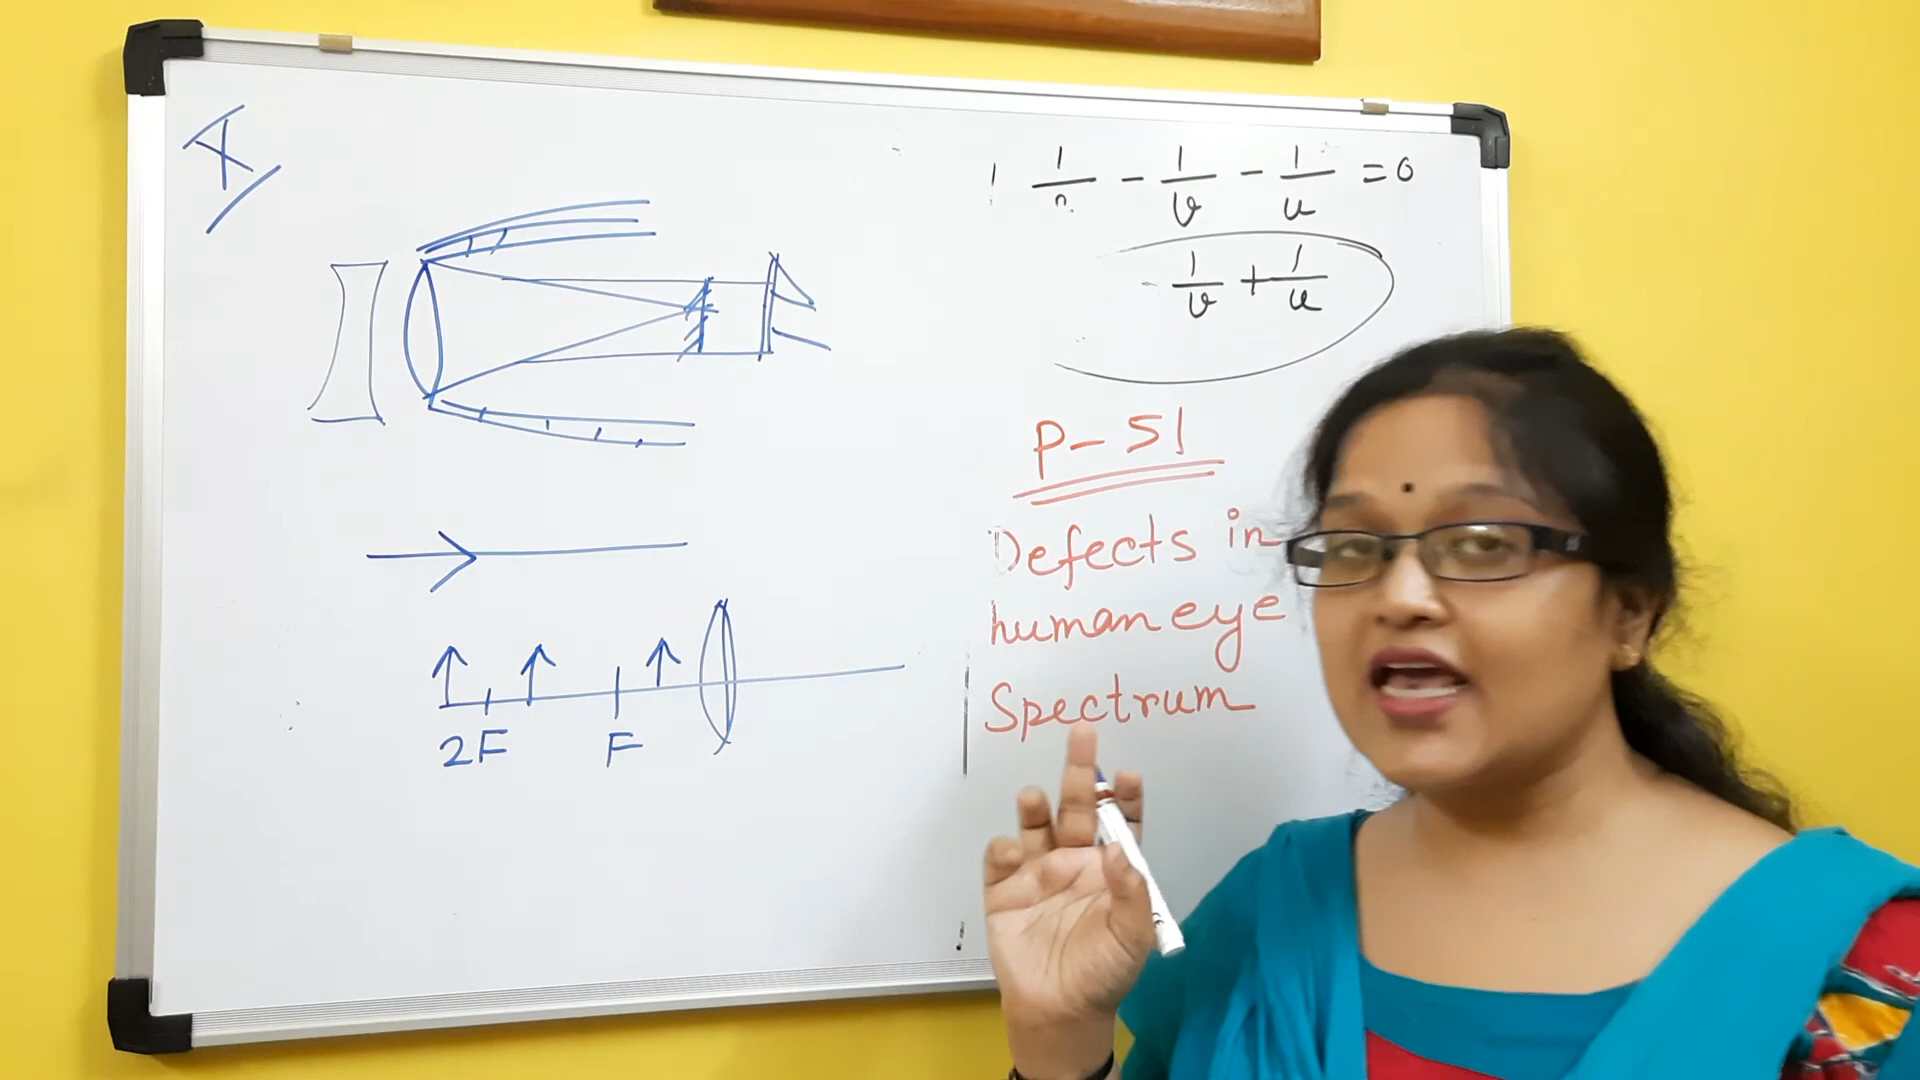 1/ - 1/v - 1/u = 0
- 1/v + 1/u
P - 51
Defects in
human eye
Spectrum
2F F